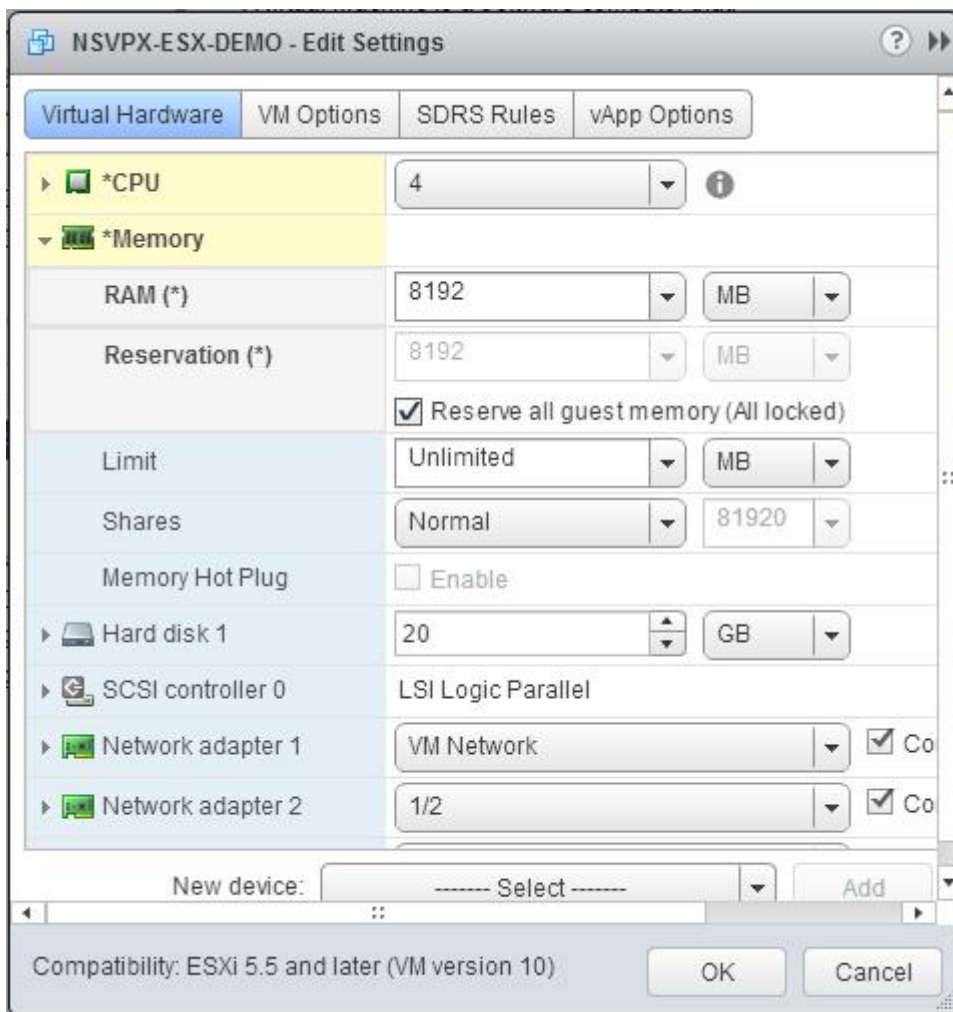 NSVPX-ESX-DEMO - Edit Settings ?
Virtual Hardware VM Options SDRS Rules vApp Options
*CPU 4
*Memory
RAM (*) 8192 MB
Reservation (*) 8192 MB
Reserve all guest memory (All locked)
Limit Unlimited MB
Shares Normal 81920
Memory Hot Plug Enable
Hard disk 1 20 GB
SCSI controller 0 LSI Logic Parallel
Network adapter 1 VM Network Co
Network adapter 2 1/2 Co
New device: ------- Select ------- Add
Compatibility: ESXi 5.5 and later (VM version 10) OK Cancel